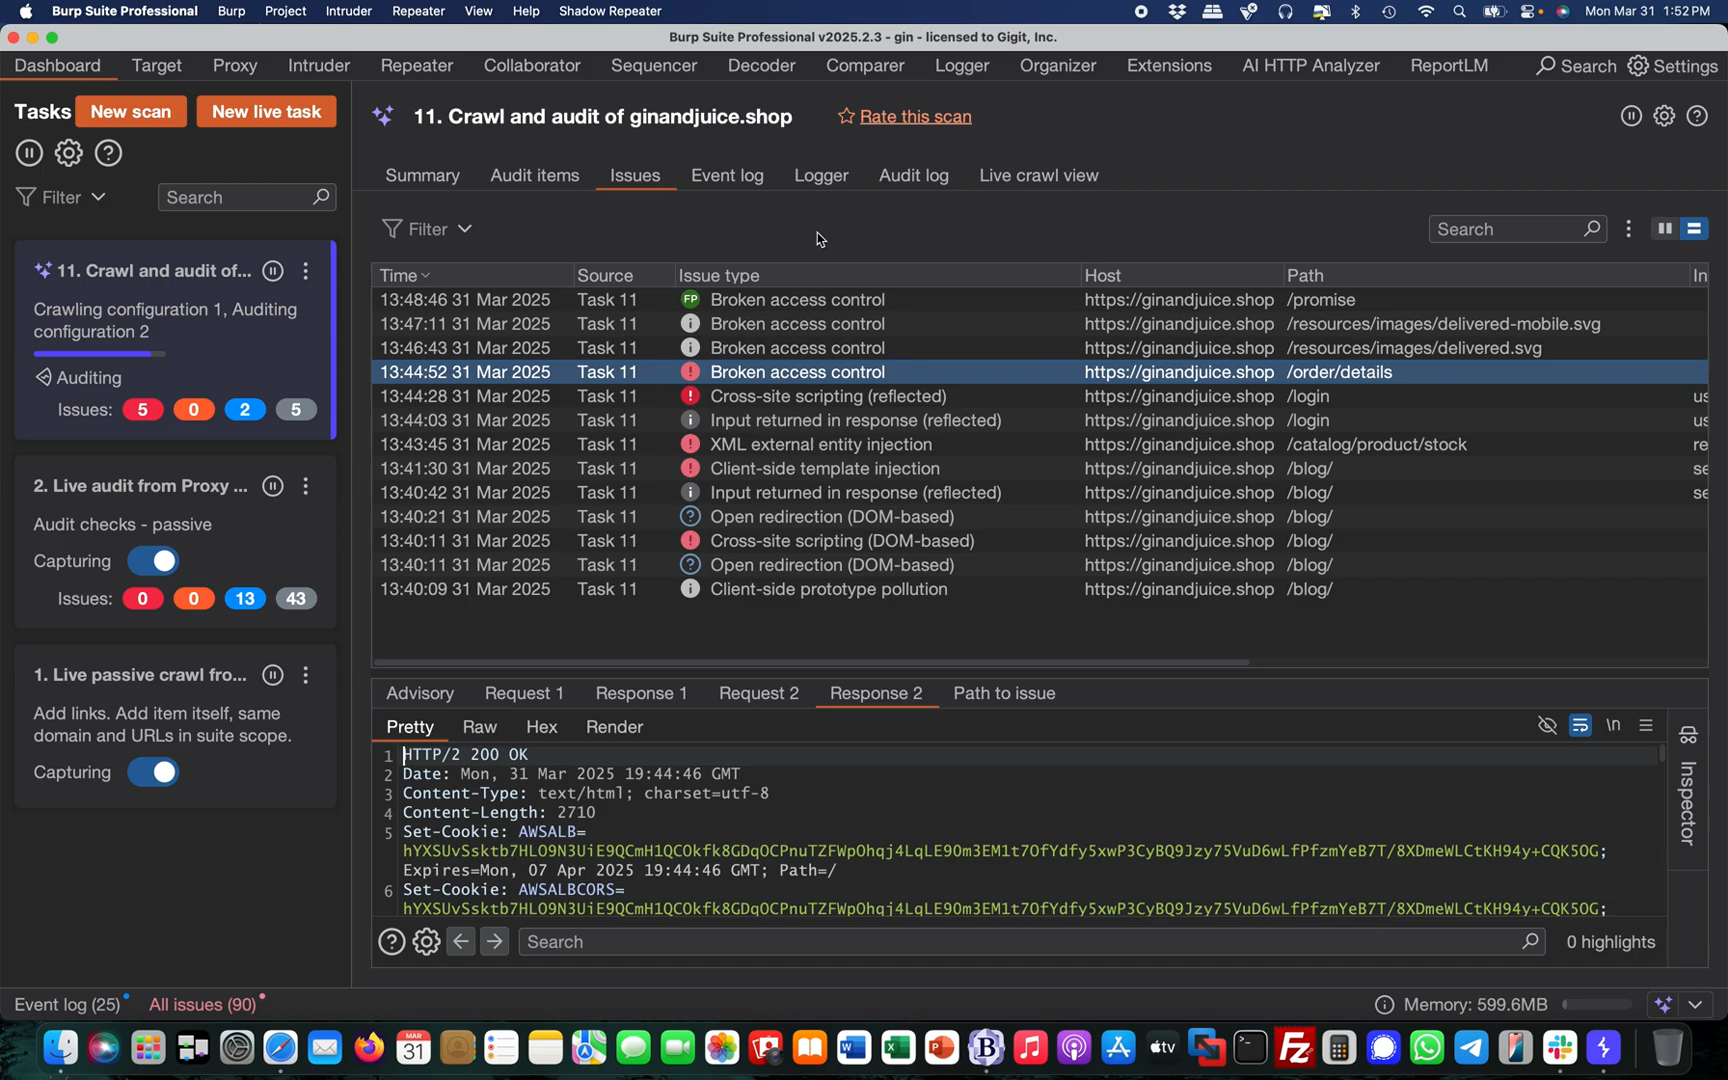 Burp Suite Professional Burp Project Intruder Repeater View Help Shadow Repeater Mon Mar 31 1:52 PM
Burp Suite Professional v2025.2.3 - gin - licensed to Gigit, Inc.
Dashboard Target Proxy Intruder Repeater Collaborator Sequencer Decoder Comparer Logger Organizer Extensions AI HTTP Analyzer ReportLM Search Settings
Tasks New scan New live task
Filter Search
11. Crawl and audit of...
Crawling configuration 1, Auditing
configuration 2
Auditing
Issues: 5 0 2 5
2. Live audit from Proxy ...
Audit checks - passive
Capturing
Issues: 0 0 13 43
1. Live passive crawl fro...
Add links. Add item itself, same
domain and URLs in suite scope.
Capturing
11. Crawl and audit of ginandjuice.shop Rate this scan
Summary Audit items Issues Event log Logger Audit log Live crawl view
Filter Search
Time Source Issue type Host Path In
13:48:46 31 Mar 2025 Task 11 FP Broken access control https://ginandjuice.shop /promise
13:47:11 31 Mar 2025 Task 11 i Broken access control https://ginandjuice.shop /resources/images/delivered-mobile.svg
13:46:43 31 Mar 2025 Task 11 i Broken access control https://ginandjuice.shop /resources/images/delivered.svg
13:44:52 31 Mar 2025 Task 11 ! Broken access control https://ginandjuice.shop /order/details
13:44:28 31 Mar 2025 Task 11 ! Cross-site scripting (reflected) https://ginandjuice.shop /login us
13:44:03 31 Mar 2025 Task 11 i Input returned in response (reflected) https://ginandjuice.shop /login us
13:43:45 31 Mar 2025 Task 11 ! XML external entity injection https://ginandjuice.shop /catalog/product/stock re
13:41:30 31 Mar 2025 Task 11 ! Client-side template injection https://ginandjuice.shop /blog/ se
13:40:42 31 Mar 2025 Task 11 i Input returned in response (reflected) https://ginandjuice.shop /blog/ se
13:40:21 31 Mar 2025 Task 11 ? Open redirection (DOM-based) https://ginandjuice.shop /blog/
13:40:11 31 Mar 2025 Task 11 ! Cross-site scripting (DOM-based) https://ginandjuice.shop /blog/
13:40:11 31 Mar 2025 Task 11 ? Open redirection (DOM-based) https://ginandjuice.shop /blog/
13:40:09 31 Mar 2025 Task 11 i Client-side prototype pollution https://ginandjuice.shop /blog/
Advisory Request 1 Response 1 Request 2 Response 2 Path to issue
Pretty Raw Hex Render \n
1 HTTP/2 200 OK
2 Date: Mon, 31 Mar 2025 19:44:46 GMT
3 Content-Type: text/html; charset=utf-8
4 Content-Length: 2710
5 Set-Cookie: AWSALB=
hYXSUvSsktb7HLO9N3UiE9QCmH1QCOkfk8GDqOCPnuTZFWpOhqj4LqLE9Om3EM1t7OfYdfy5xwP3CyBQ9Jzy75VuD6wLfPfzmYeB7T/8XDmeWLCtKH94y+CQK5OG;
Expires=Mon, 07 Apr 2025 19:44:46 GMT; Path=/
6 Set-Cookie: AWSALBCORS=
hYXSUvSsktb7HLO9N3UiE9QCmH1QCOkfk8GDqOCPnuTZFWpOhqj4LqLE9Om3EM1t7OfYdfy5xwP3CyBQ9Jzy75VuD6wLfPfzmYeB7T/8XDmeWLCtKH94y+CQK5OG;
Inspector
Search 0 highlights
Event log (25) All issues (90) Memory: 599.6MB
MAR
31
tv